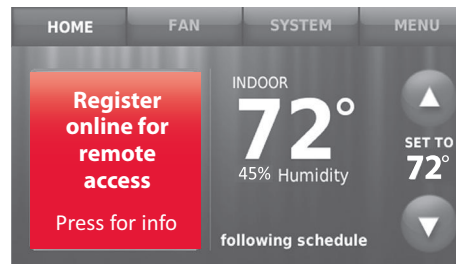 HOME FAN SYSTEM MENU
Register
online for
remote
access
Press for info
INDOOR
72°
45% Humidity
following schedule
SET TO
72°